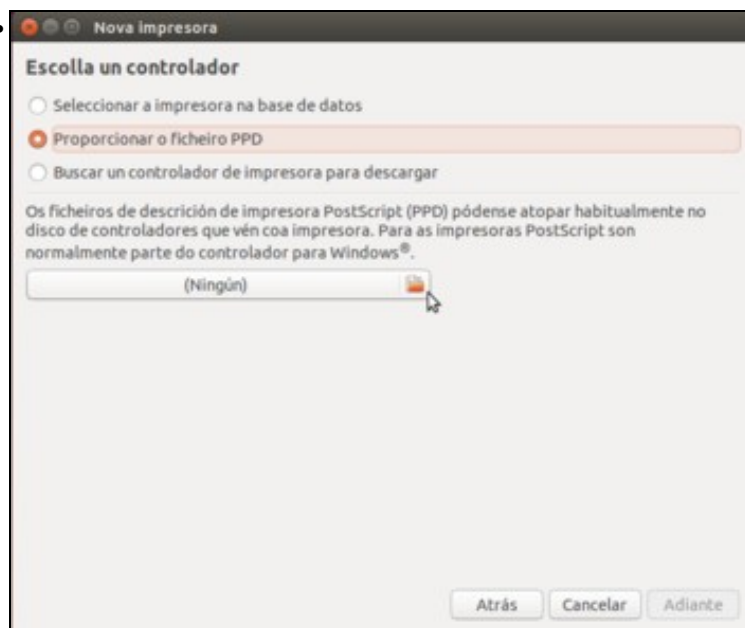 Nova impresora
Escolla un controlador
Seleccionar a impresora na base de datos
Proporcionar o ficheiro PPD
Buscar un controlador de impresora para descargar
Os ficheiros de descrición de impresora PostScript (PPD) pódense atopar habitualmente no
disco de controladores que vén coa impresora. Para as impresoras PostScript son
normalmente parte do controlador para Windows®.
(Ningún)
Atrás Cancelar Adiante